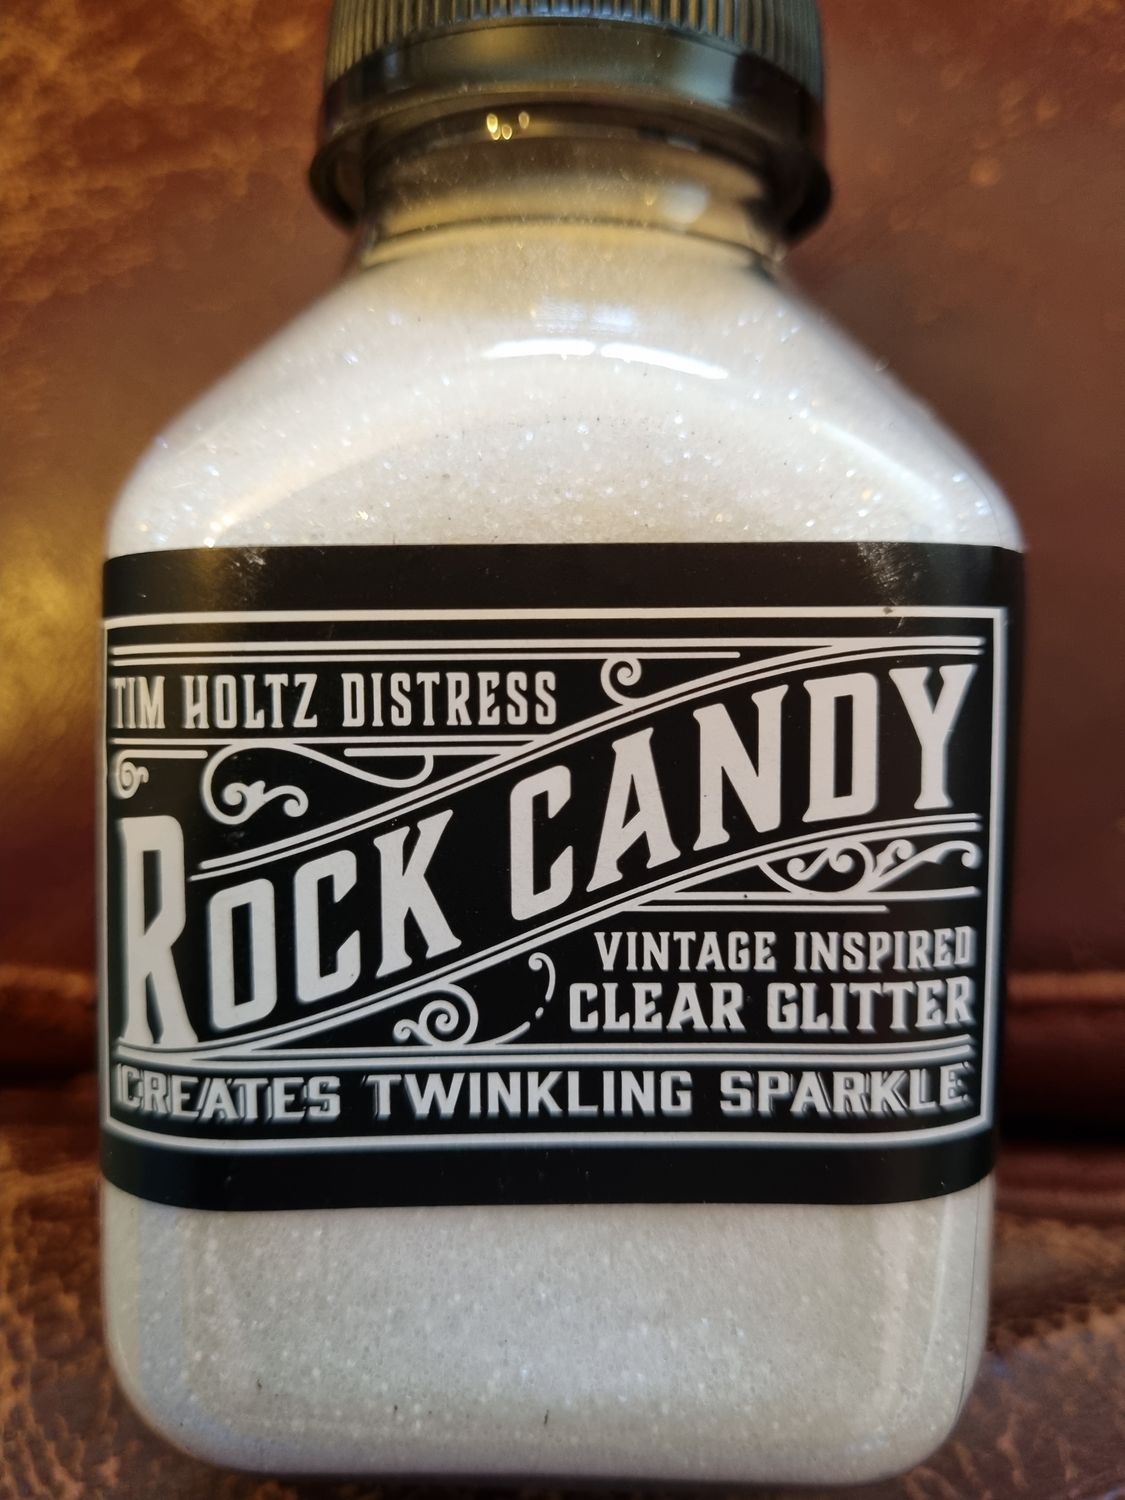 TIM HOLTZ DISTRESS
ROCK CANDY
VINTAGE INSPIRED
CLEAR GLITTER
CREATES TWINKLING SPARKLE